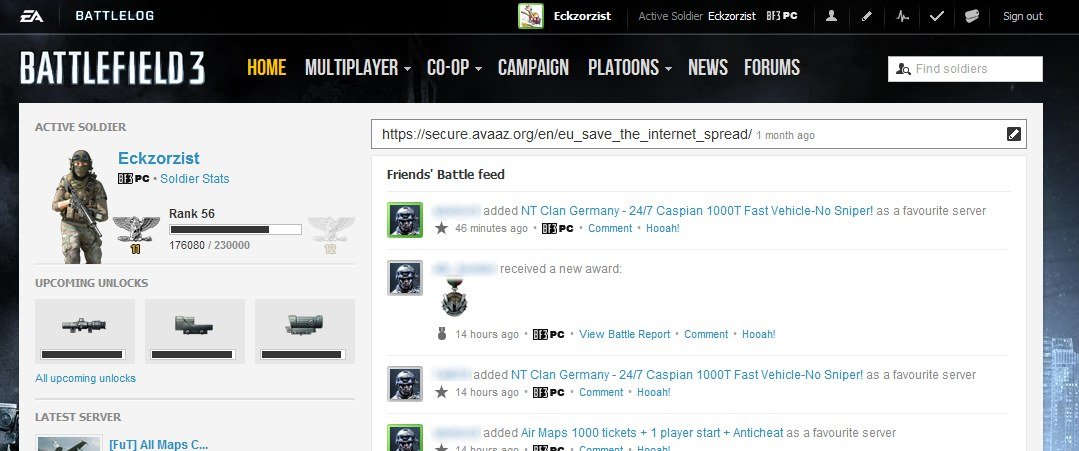 EA BATTLELOG Eckzorzist Active Soldier Eckzorzist BF3 PC Sign out
BATTLEFIELD 3 HOME MULTIPLAYER CO-OP CAMPAIGN PLATOONS NEWS FORUMS Find soldiers
ACTIVE SOLDIER
Eckzorzist
BF3 PC • Soldier Stats
Rank 56
11 12
176080 / 230000
UPCOMING UNLOCKS
All upcoming unlocks
LATEST SERVER
[FuT] All Maps C...
https://secure.avaaz.org/en/eu_save_the_internet_spread/ 1 month ago
Friends' Battle feed
added NT Clan Germany - 24/7 Caspian 1000T Fast Vehicle-No Sniper! as a favourite server
46 minutes ago • BF3 PC • Comment • Hooah!
received a new award:
14 hours ago • BF3 PC • View Battle Report • Comment • Hooah!
added NT Clan Germany - 24/7 Caspian 1000T Fast Vehicle-No Sniper! as a favourite server
14 hours ago • BF3 PC • Comment • Hooah!
added Air Maps 1000 tickets + 1 player start + Anticheat as a favourite server
14 hours ago • BF3 PC • Comment • Hooah!